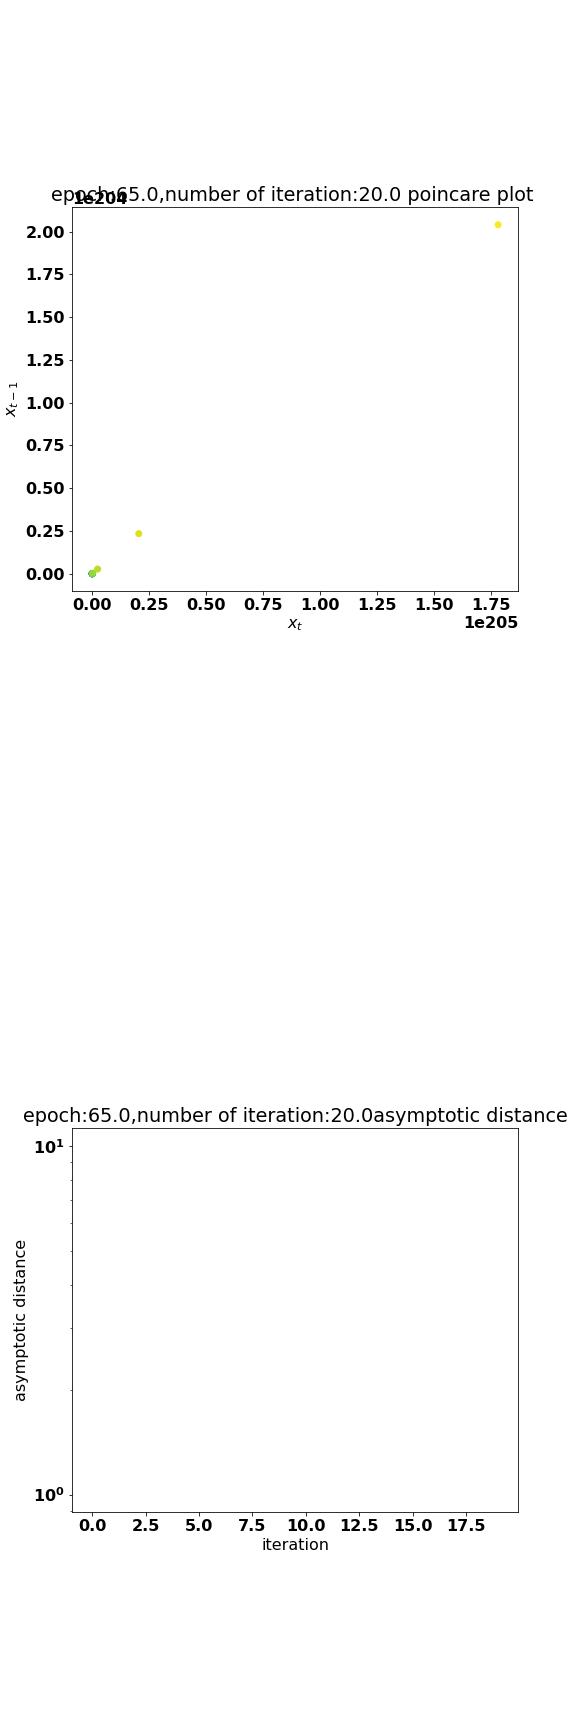 epoch:65.0,number of iteration:20.0 poincare plot
1e204
2.00
1.75
1.50
1.25
1.00
0.75
0.50
0.25
0.00
x_{t-1}
0.00 0.25 0.50 0.75 1.00 1.25 1.50 1.75
x_t
1e205
epoch:65.0,number of iteration:20.0asymptotic distance
10^1
asymptotic distance
10^0
0.0 2.5 5.0 7.5 10.0 12.5 15.0 17.5
iteration